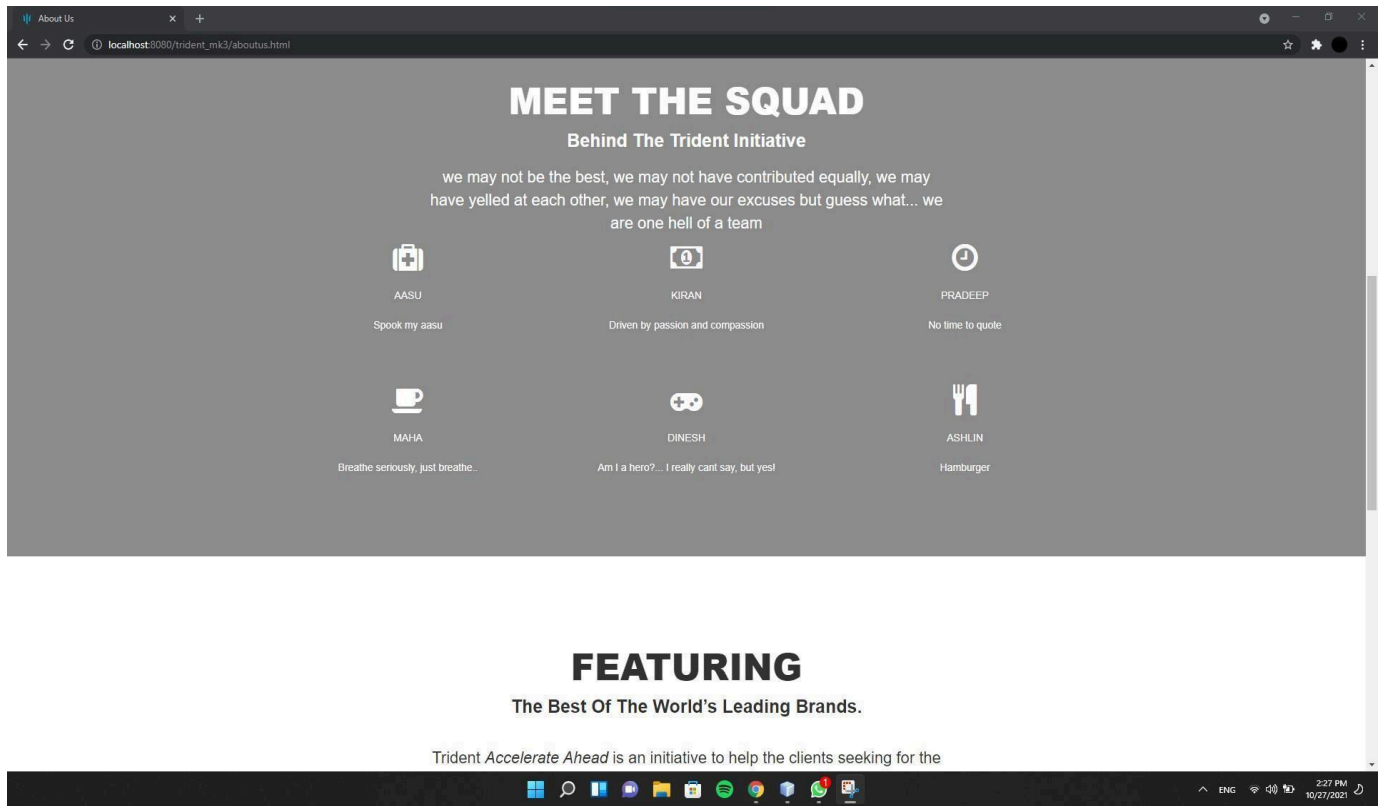 About Us
localhost:8080/trident_mk3/aboutus.html
MEET THE SQUAD
Behind The Trident Initiative
we may not be the best, we may not have contributed equally, we may
have yelled at each other, we may have our excuses but guess what... we
are one hell of a team
1
AASU
KIRAN
PRADEEP
Spook my aasu
Driven by passion and compassion
No time to quote
MAHA
DINESH
ASHLIN
Breathe seriously, just breathe..
Am I a hero?... I really cant say, but yes!
Hamburger
FEATURING
The Best Of The World’s Leading Brands.
Trident Accelerate Ahead is an initiative to help the clients seeking for the
1
ENG
2:27 PM
10/27/2021